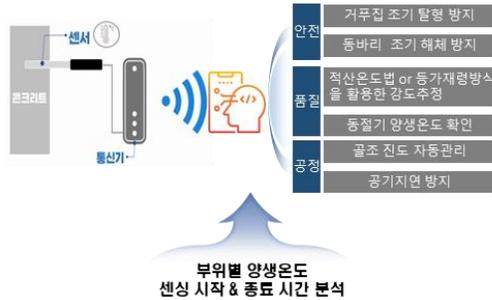 센서
콘크리트
통신기
안전
거푸집 조기 탈형 방지
동바리 조기 해체 방지
품질
적산온도법 or 등가재령방식
을 활용한 강도추정
동절기 양생온도 확인
공정
골조 진도 자동관리
공기지연 방지
부위별 양생온도
센싱 시작 & 종료 시간 분석